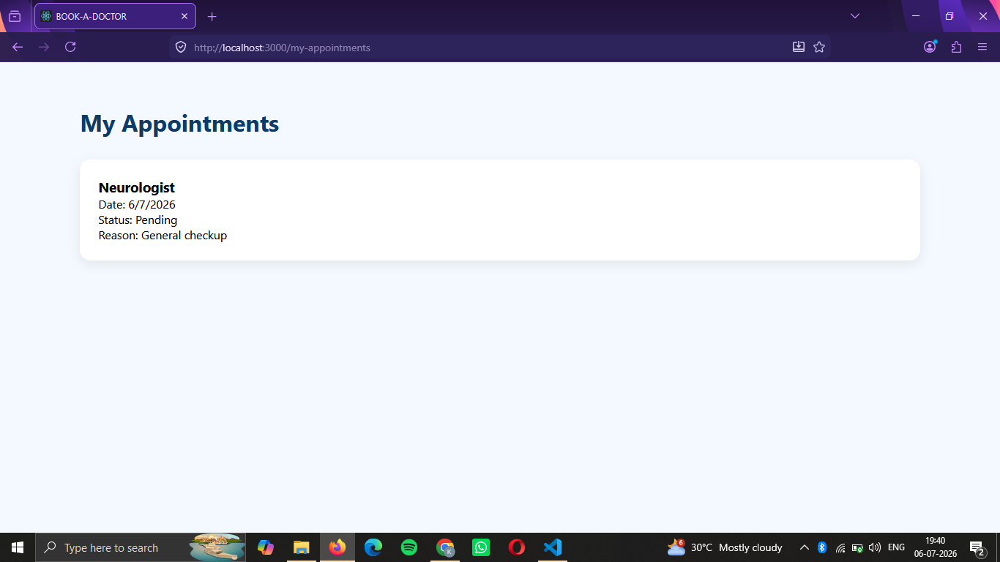 BOOK-A-DOCTOR
http://localhost:3000/my-appointments
My Appointments
Neurologist
Date: 6/7/2026
Status: Pending
Reason: General checkup
Type here to search
K
6
30°C Mostly cloudy
ENG
19:40
06-07-2026
2